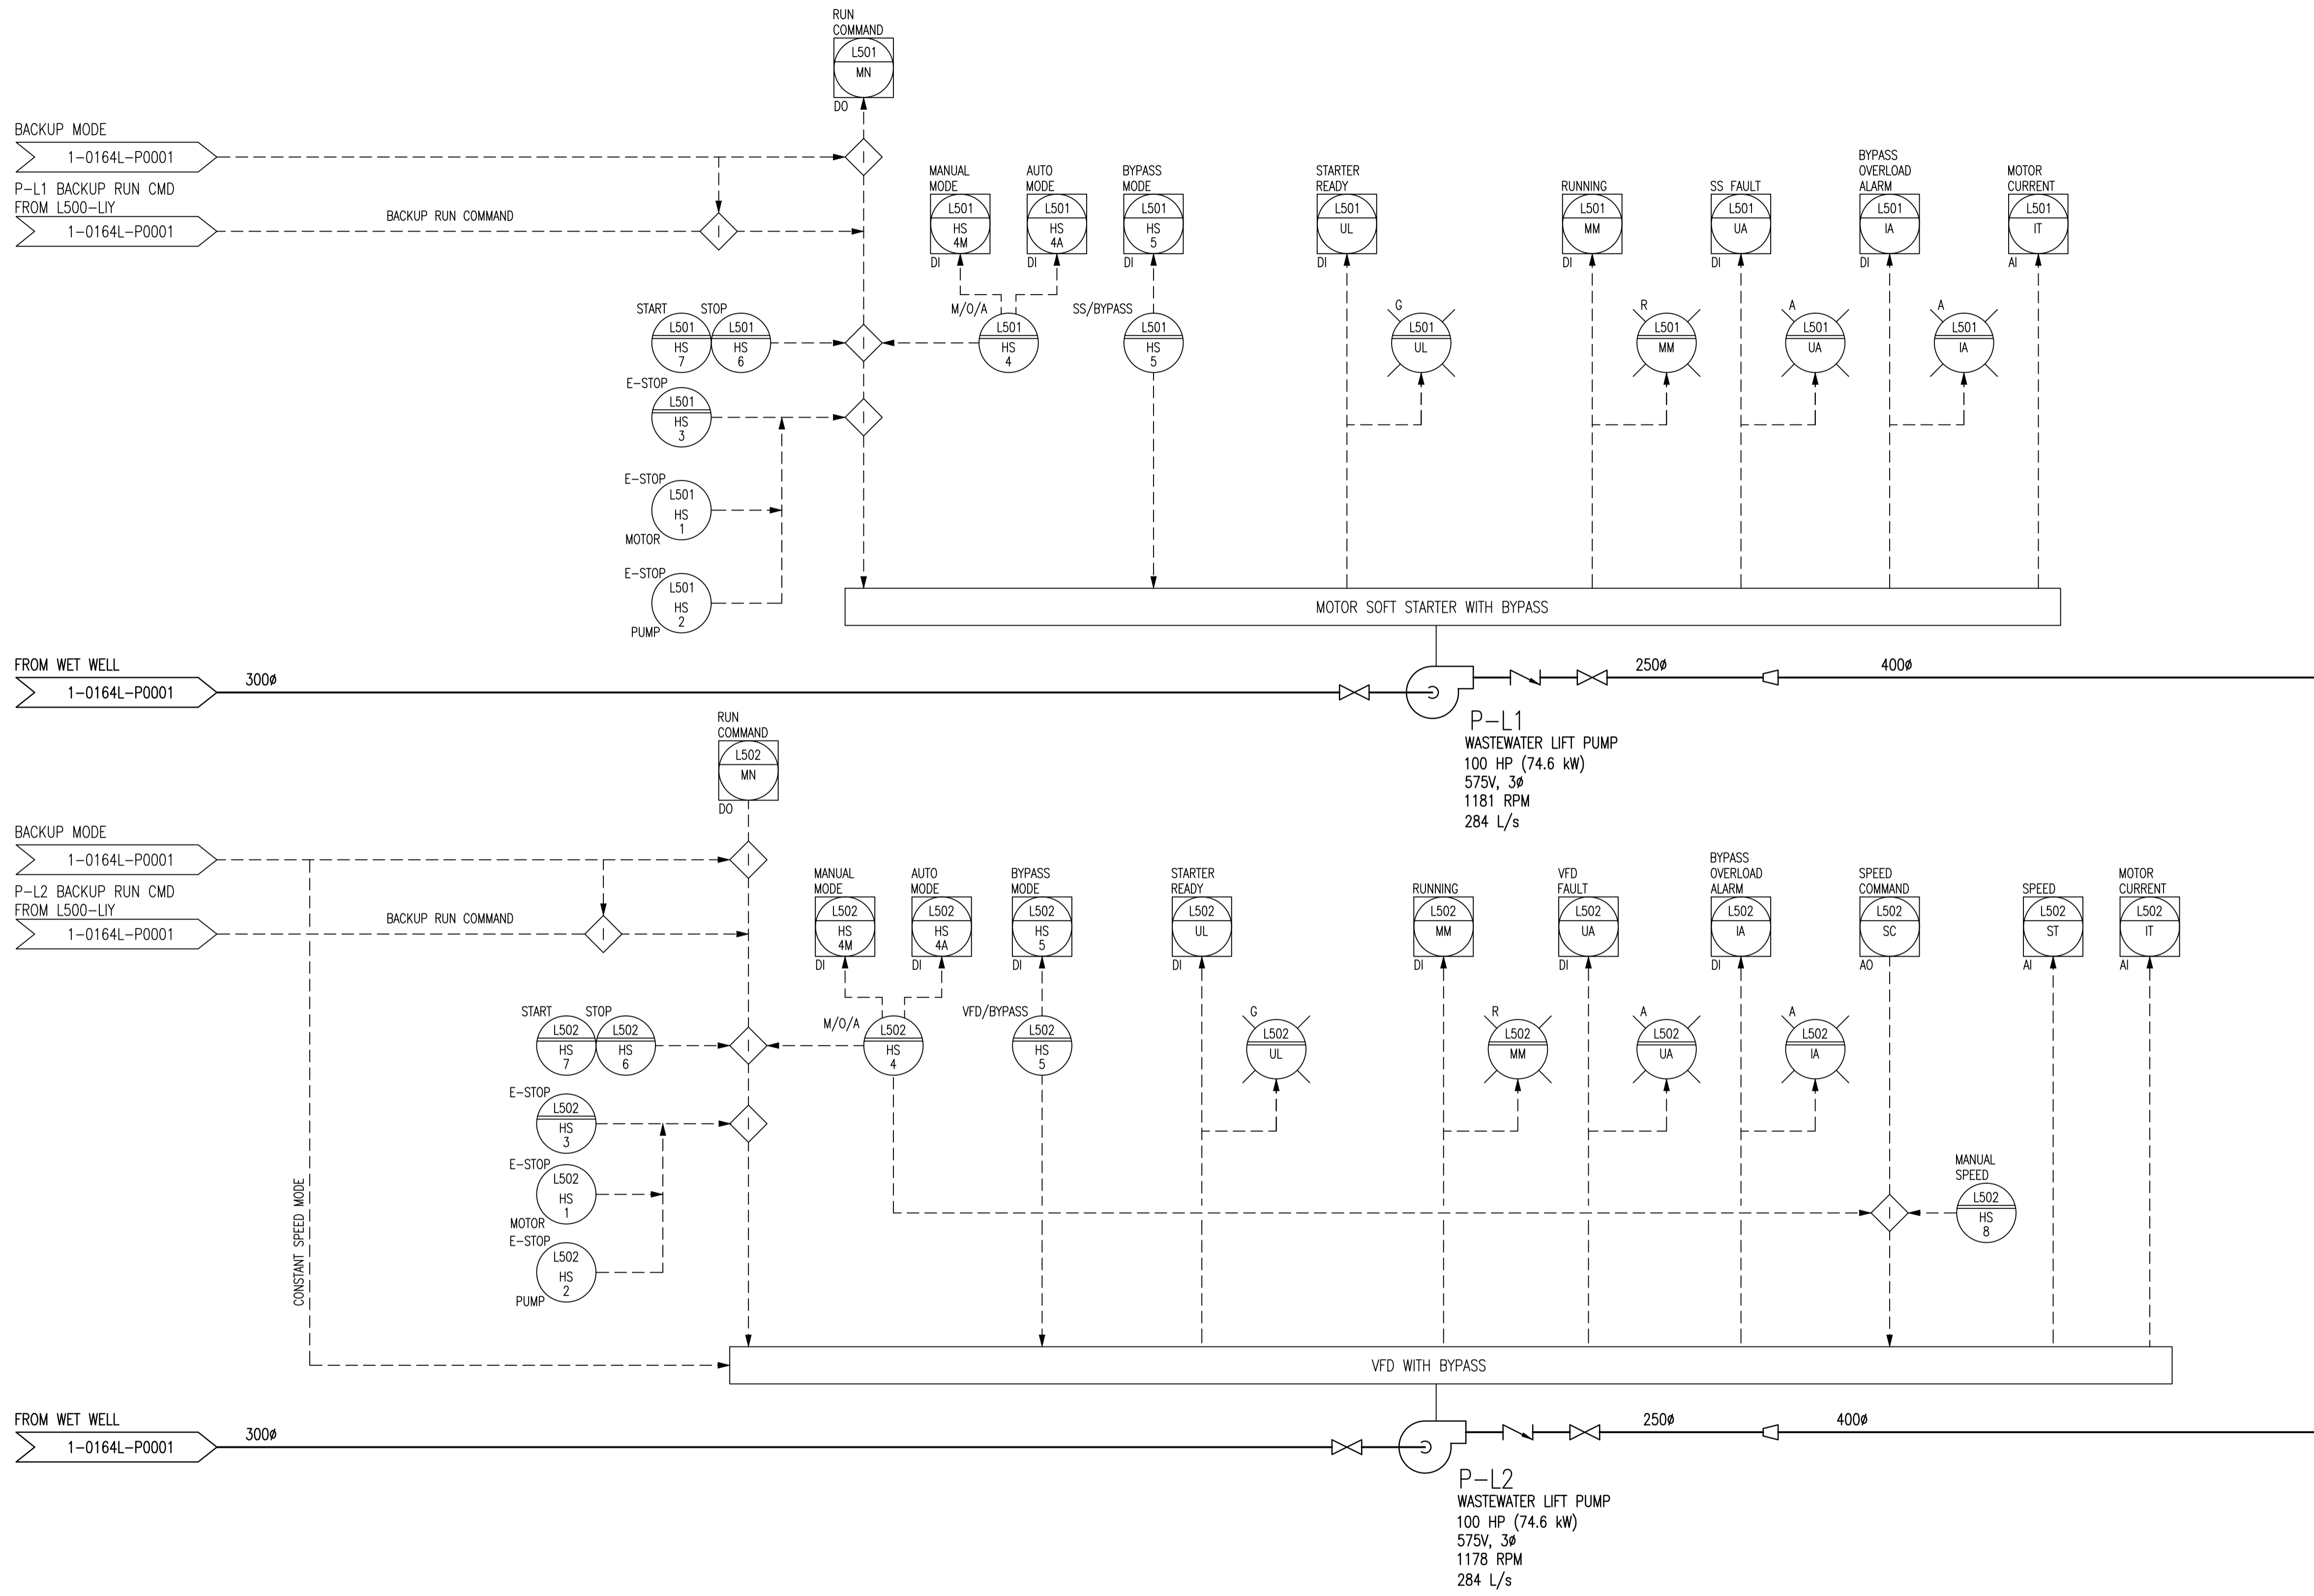 RUN
COMMAND
L501
MN
DO
BACKUP MODE
1-0164L-P0001
P-L1 BACKUP RUN CMD
FROM L500-LIY
1-0164L-P0001
BACKUP RUN COMMAND
I
I
MANUAL
MODE
L501
HS
4M
DI
AUTO
MODE
L501
HS
4A
DI
BYPASS
MODE
L501
HS
5
DI
STARTER
READY
L501
UL
DI
RUNNING
L501
MM
DI
SS FAULT
L501
UA
DI
BYPASS
OVERLOAD
ALARM
L501
IA
DI
MOTOR
CURRENT
L501
IT
AI
START
L501
HS
7
STOP
L501
HS
6
I
M/O/A
L501
HS
4
SS/BYPASS
L501
HS
5
G
L501
UL
R
L501
MM
A
L501
UA
A
L501
IA
E-STOP
L501
HS
3
I
E-STOP
L501
HS
1
MOTOR
E-STOP
L501
HS
2
PUMP
MOTOR SOFT STARTER WITH BYPASS
FROM WET WELL
1-0164L-P0001
300ø
250ø
400ø
P-L1
WASTEWATER LIFT PUMP
100 HP (74.6 kW)
575V, 3ø
1181 RPM
284 L/s
RUN
COMMAND
L502
MN
DO
BACKUP MODE
1-0164L-P0001
P-L2 BACKUP RUN CMD
FROM L500-LIY
1-0164L-P0001
BACKUP RUN COMMAND
I
I
MANUAL
MODE
L502
HS
4M
DI
AUTO
MODE
L502
HS
4A
DI
BYPASS
MODE
L502
HS
5
DI
STARTER
READY
L502
UL
DI
RUNNING
L502
MM
DI
VFD
FAULT
L502
UA
DI
BYPASS
OVERLOAD
ALARM
L502
IA
DI
SPEED
COMMAND
L502
SC
AO
SPEED
L502
ST
AI
MOTOR
CURRENT
L502
IT
AI
START
L502
HS
7
STOP
L502
HS
6
I
M/O/A
L502
HS
4
VFD/BYPASS
L502
HS
5
G
L502
UL
R
L502
MM
A
L502
UA
A
L502
IA
E-STOP
L502
HS
3
I
E-STOP
L502
HS
1
MOTOR
E-STOP
L502
HS
2
PUMP
I
MANUAL
SPEED
L502
HS
8
CONSTANT SPEED MODE
VFD WITH BYPASS
FROM WET WELL
1-0164L-P0001
300ø
250ø
400ø
P-L2
WASTEWATER LIFT PUMP
100 HP (74.6 kW)
575V, 3ø
1178 RPM
284 L/s